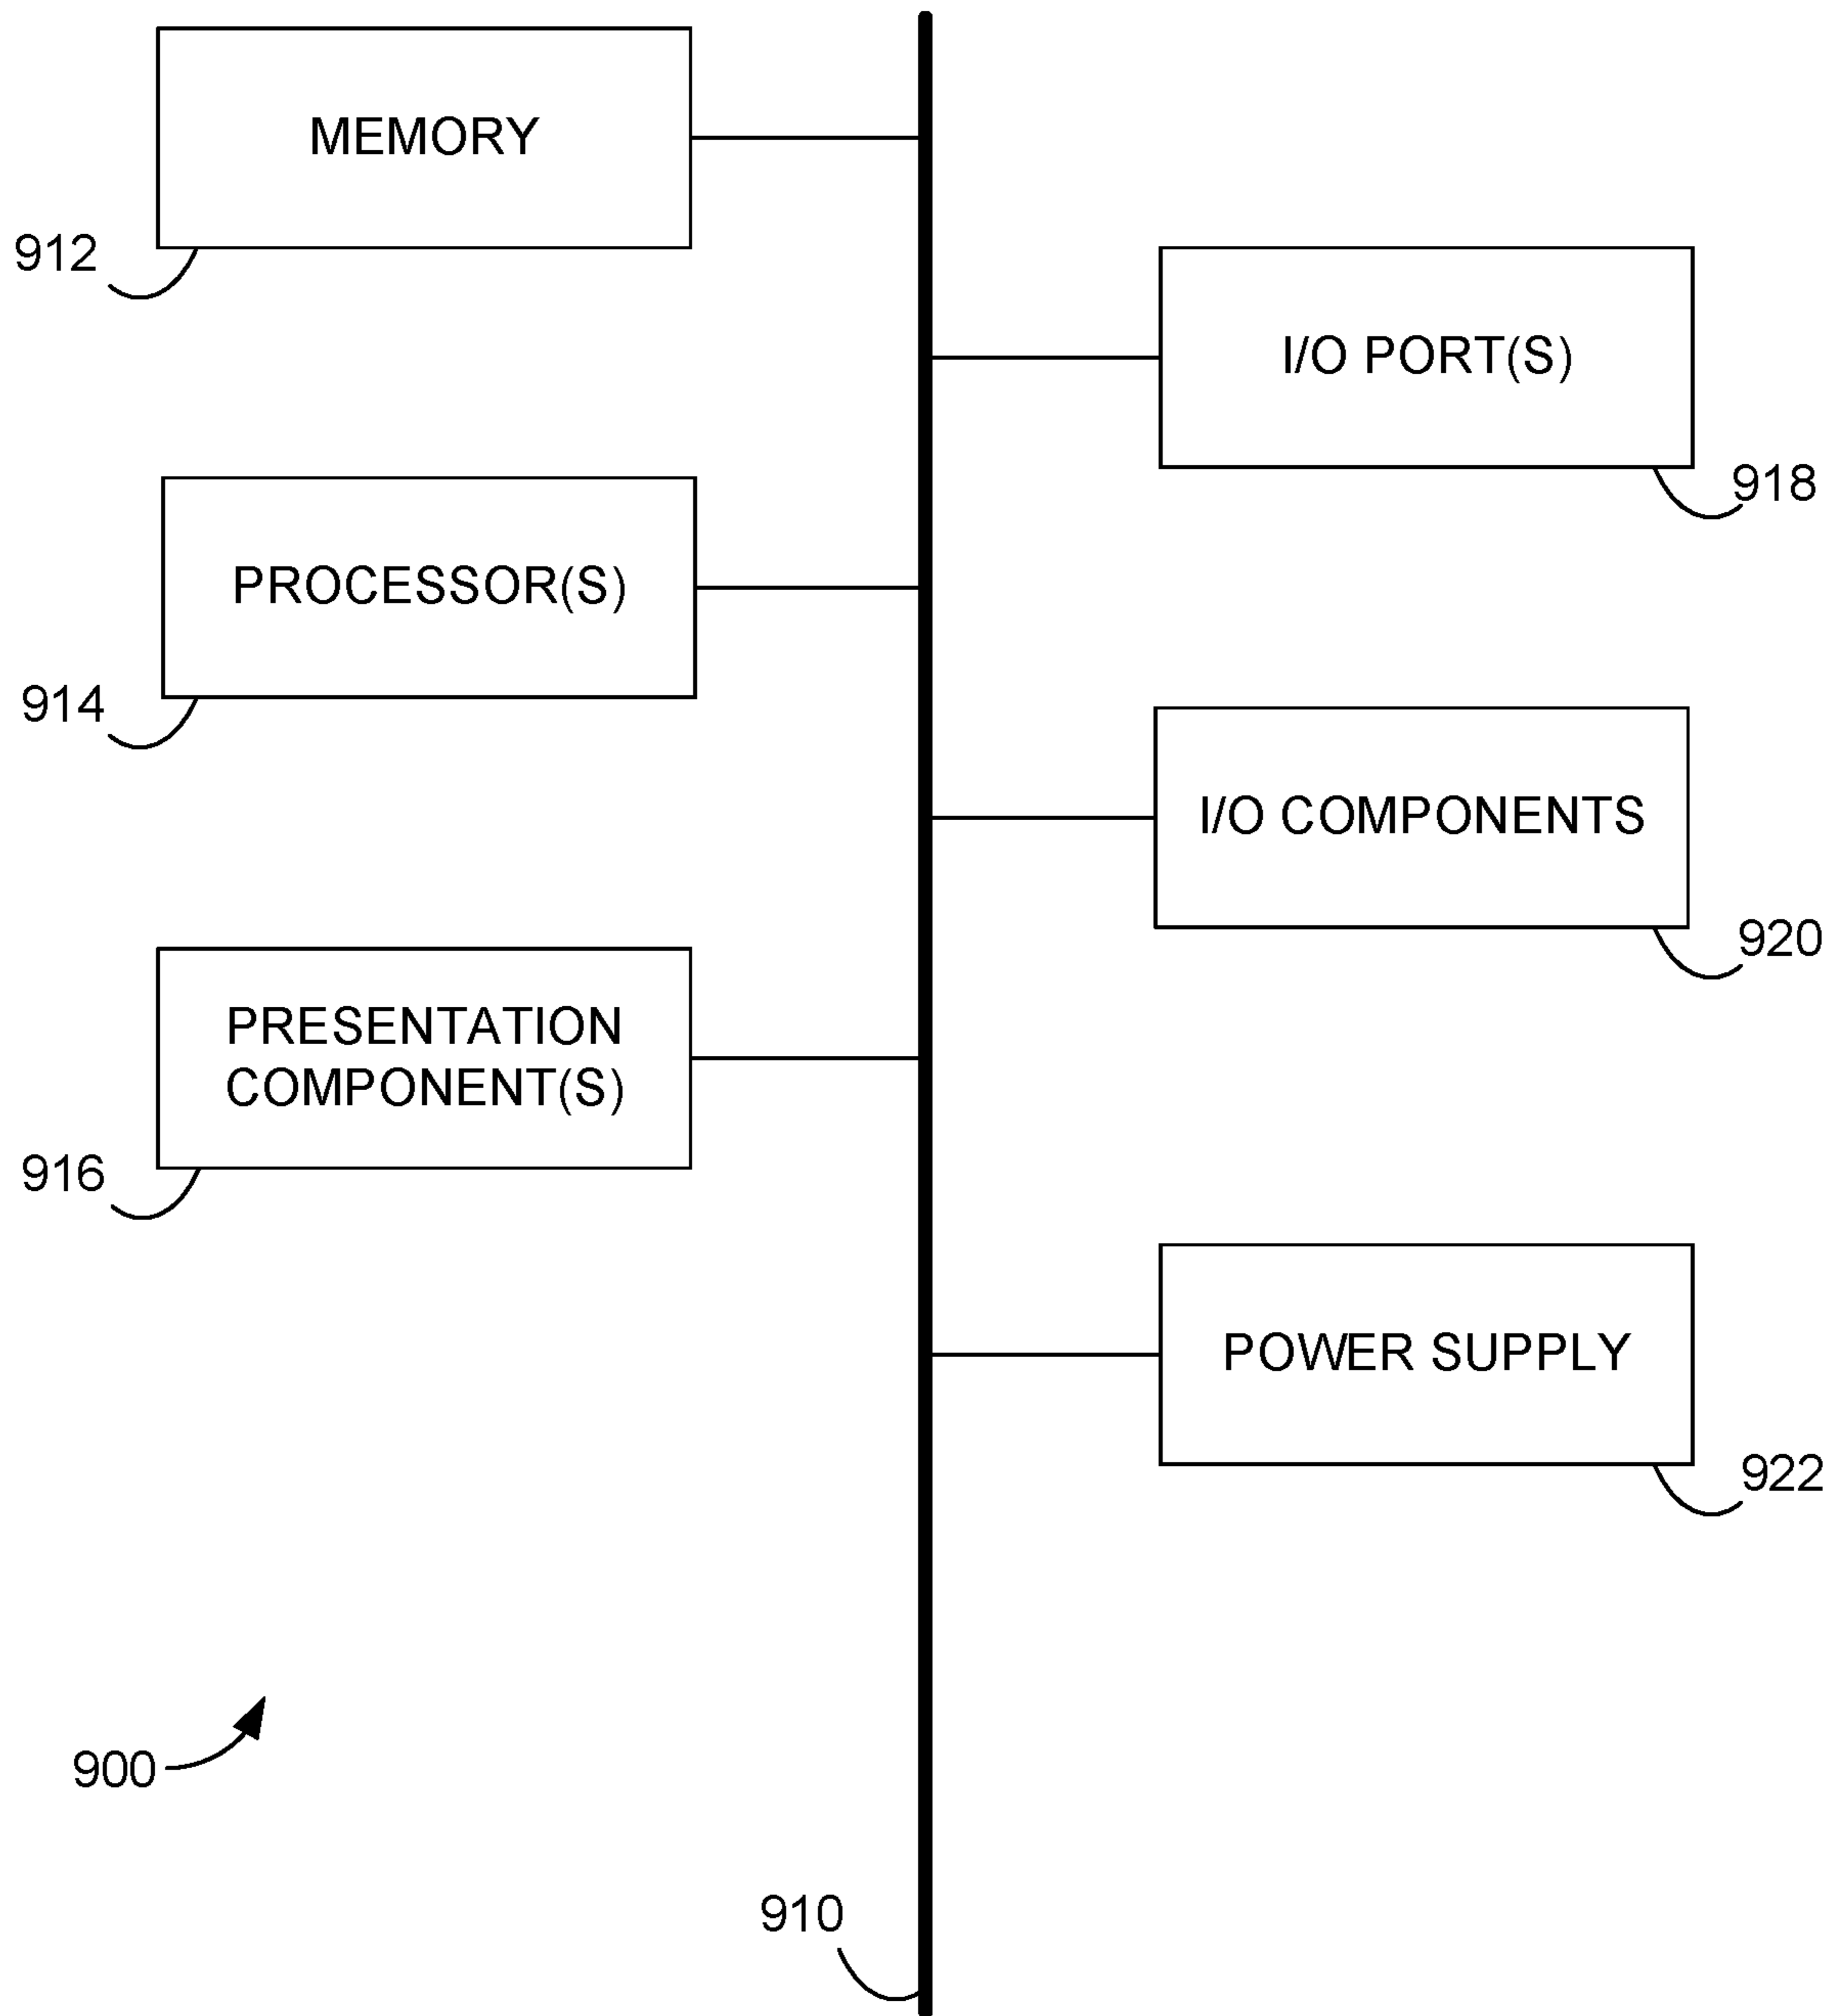 MEMORY
912
I/O PORT(S)
918
PROCESSOR(S)
914
I/O COMPONENTS
920
PRESENTATION
COMPONENT(S)
916
POWER SUPPLY
922
900
910